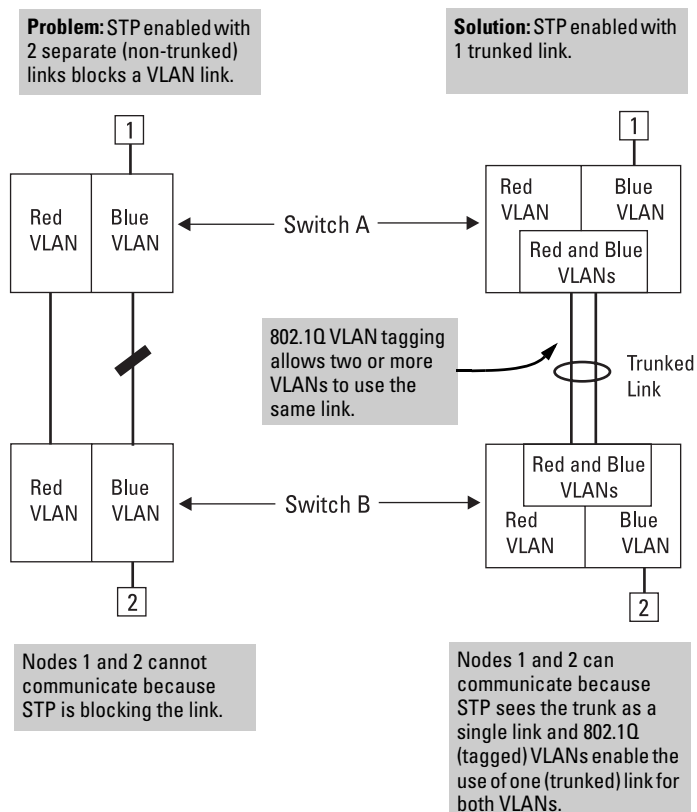 Problem: STP enabled with
2 separate (non-trunked)
links blocks a VLAN link.
Solution: STP enabled with
1 trunked link.
1
1
Red
VLAN
Blue
VLAN
Switch A
Red
VLAN
Blue
VLAN
Red and Blue
VLANs
802.1Q VLAN tagging
allows two or more
VLANs to use the
same link.
Trunked
Link
Red
VLAN
Blue
VLAN
Switch B
Red and Blue
VLANs
Red
VLAN
Blue
VLAN
2
2
Nodes 1 and 2 cannot
communicate because
STP is blocking the link.
Nodes 1 and 2 can
communicate because
STP sees the trunk as a
single link and 802.1Q
(tagged) VLANs enable the
use of one (trunked) link for
both VLANs.